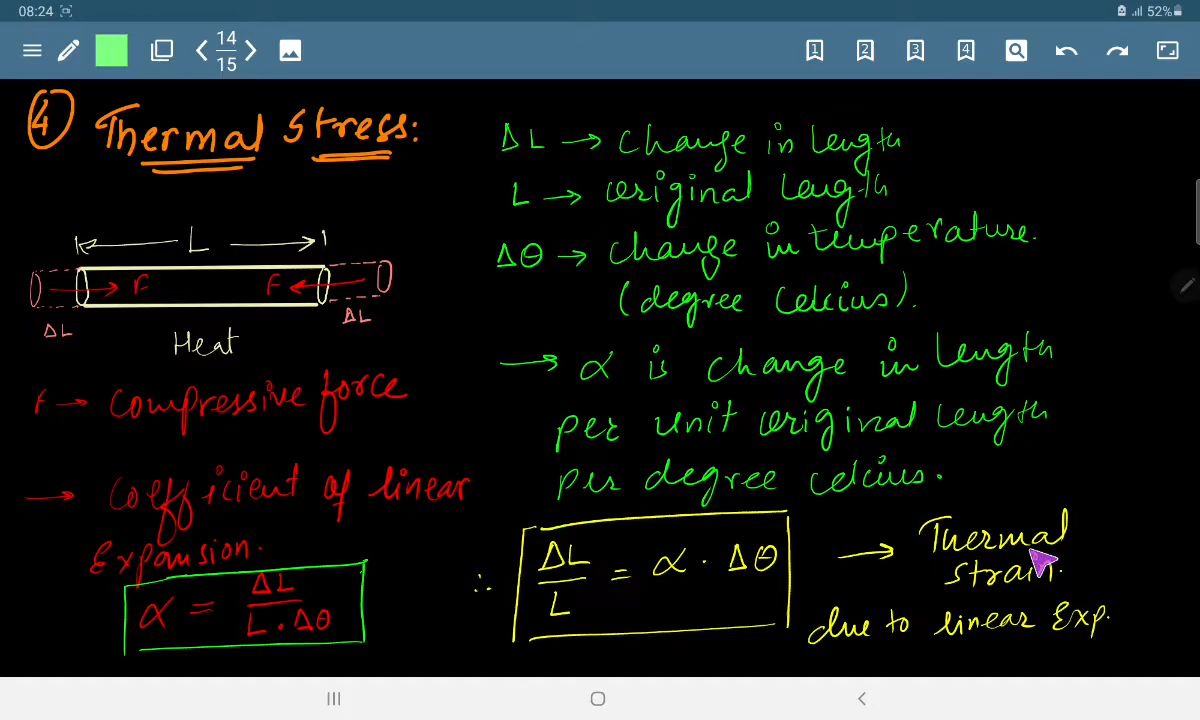 08:24
52%
14
15
1
2
3
4
④ Thermal Stress:
L
F
F
ΔL
ΔL
Heat
F → Compressive force
→ Coefficient of linear
Expansion.
α = ΔL / L · Δθ
ΔL → change in length
L → original length
Δθ → change in temperature.
(degree celcius).
→ α is change in length
per unit original length
per degree celcius.
∴ ΔL / L = α · Δθ
→ Thermal
strain.
due to linear Exp.